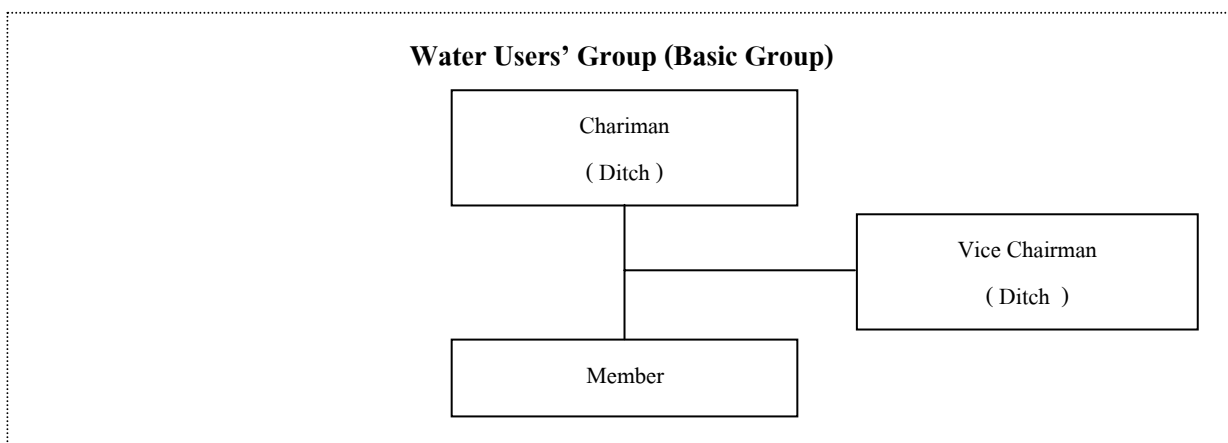 Water Users’ Group (Basic Group)
Chariman
( Ditch )
Vice Chairman
( Ditch )
Member